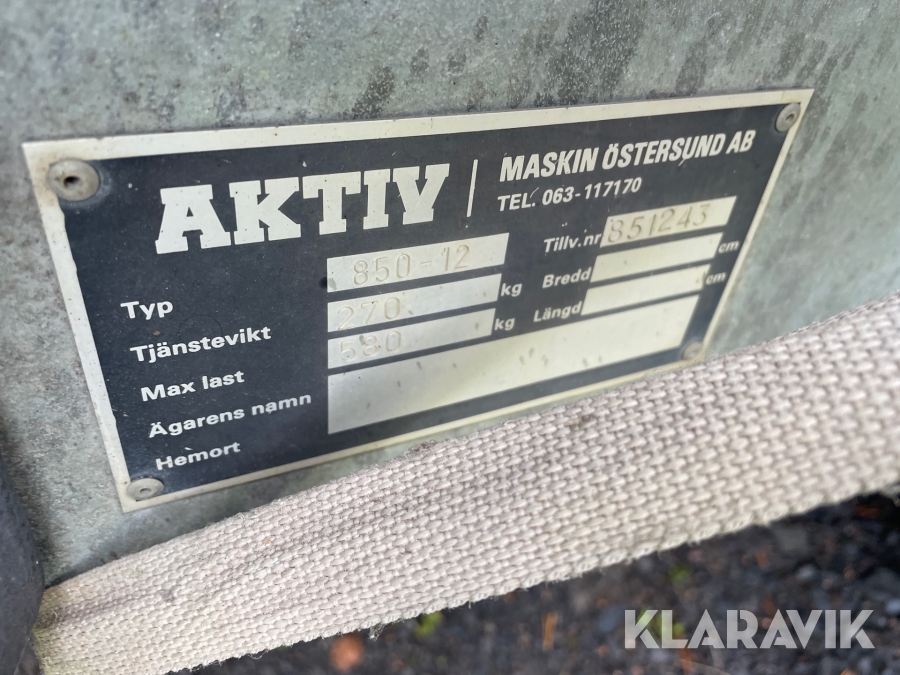 AKTIV
MASKIN ÖSTERSUND AB
TEL. 063-117170
Typ 850-12 Tillv.nr 851243
Tjänstevikt 270 kg Bredd cm
Max last 580 kg Längd cm
Ägarens namn
Hemort
KLARAVIK